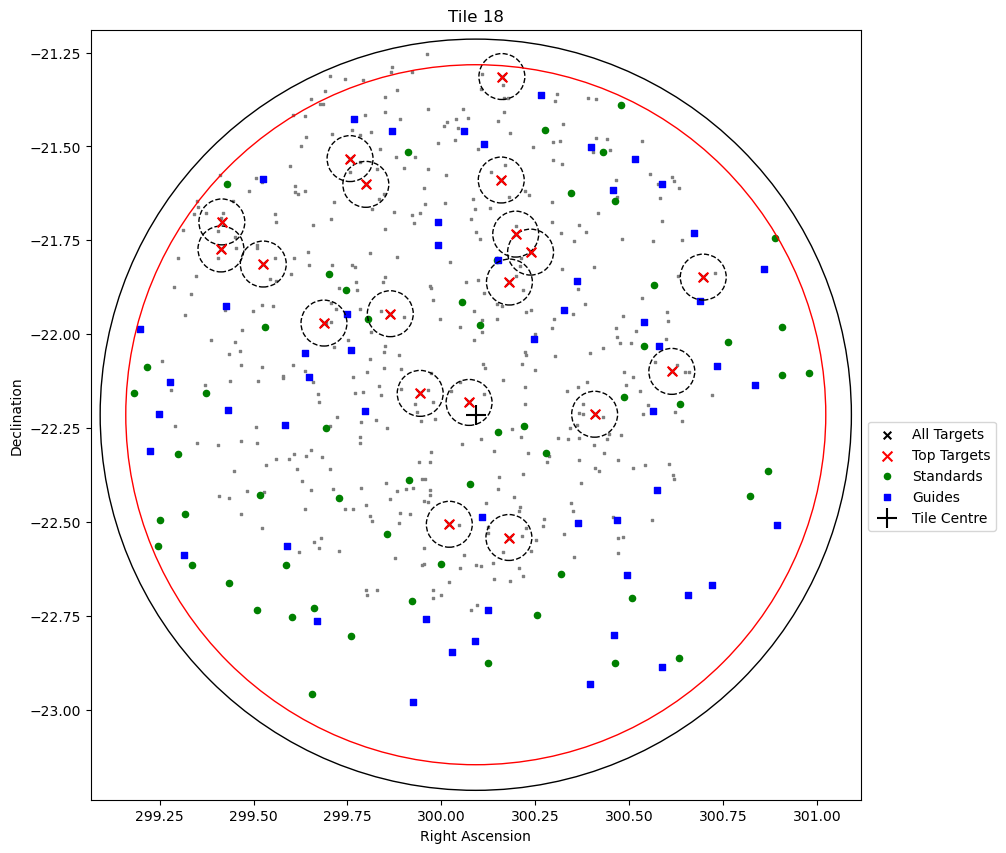 Tile 18
−21.25
−21.50
−21.75
−22.00
−22.25
−22.50
−22.75
−23.00
Declination
299.25 299.50 299.75 300.00 300.25 300.50 300.75 301.00
Right Ascension
All Targets
Top Targets
Standards
Guides
Tile Centre